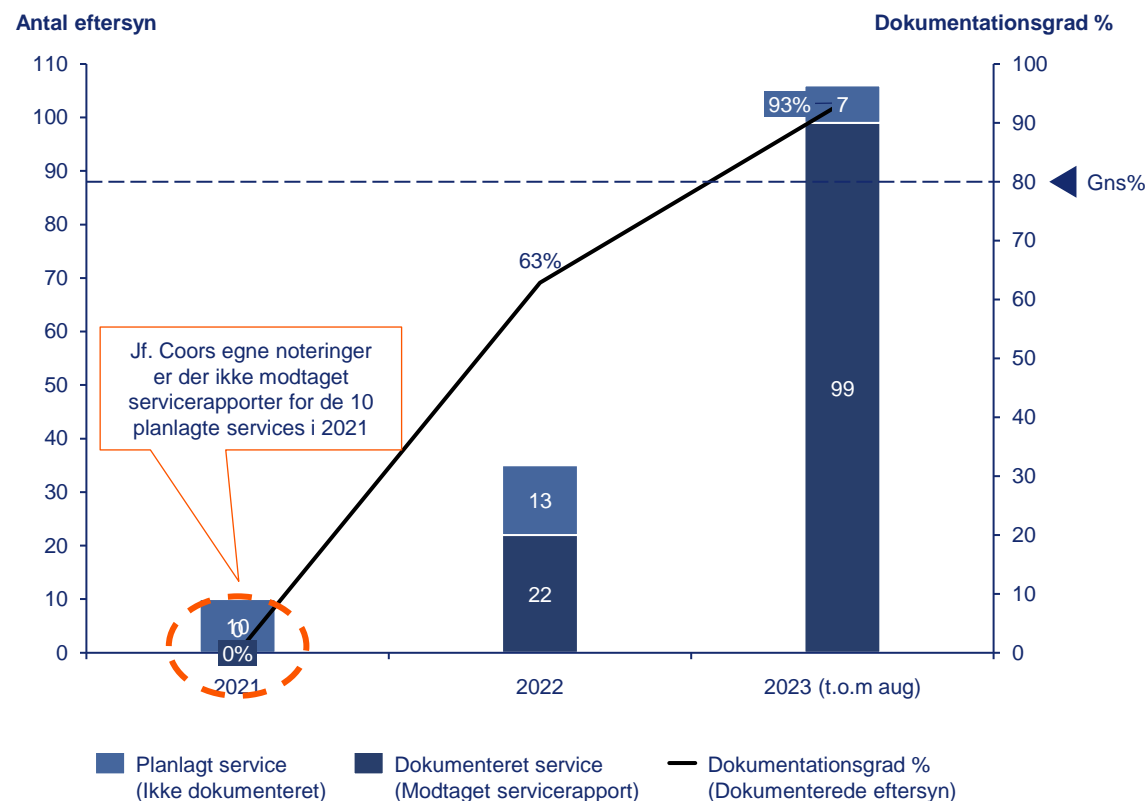 Antal eftersyn
Dokumentationsgrad %
110
100
90
80
70
60
50
40
30
20
10
0
100
90
80
70
60
50
40
30
20
10
0
Gns%
93%
7
99
63%
13
22
Jf. Coors egne noteringer
er der ikke modtaget
servicerapporter for de 10
planlagte services i 2021
10
0
0%
2021
2022
2023 (t.o.m aug)
Planlagt service
(Ikke dokumenteret)
Dokumenteret service
(Modtaget servicerapport)
Dokumentationsgrad %
(Dokumenterede eftersyn)